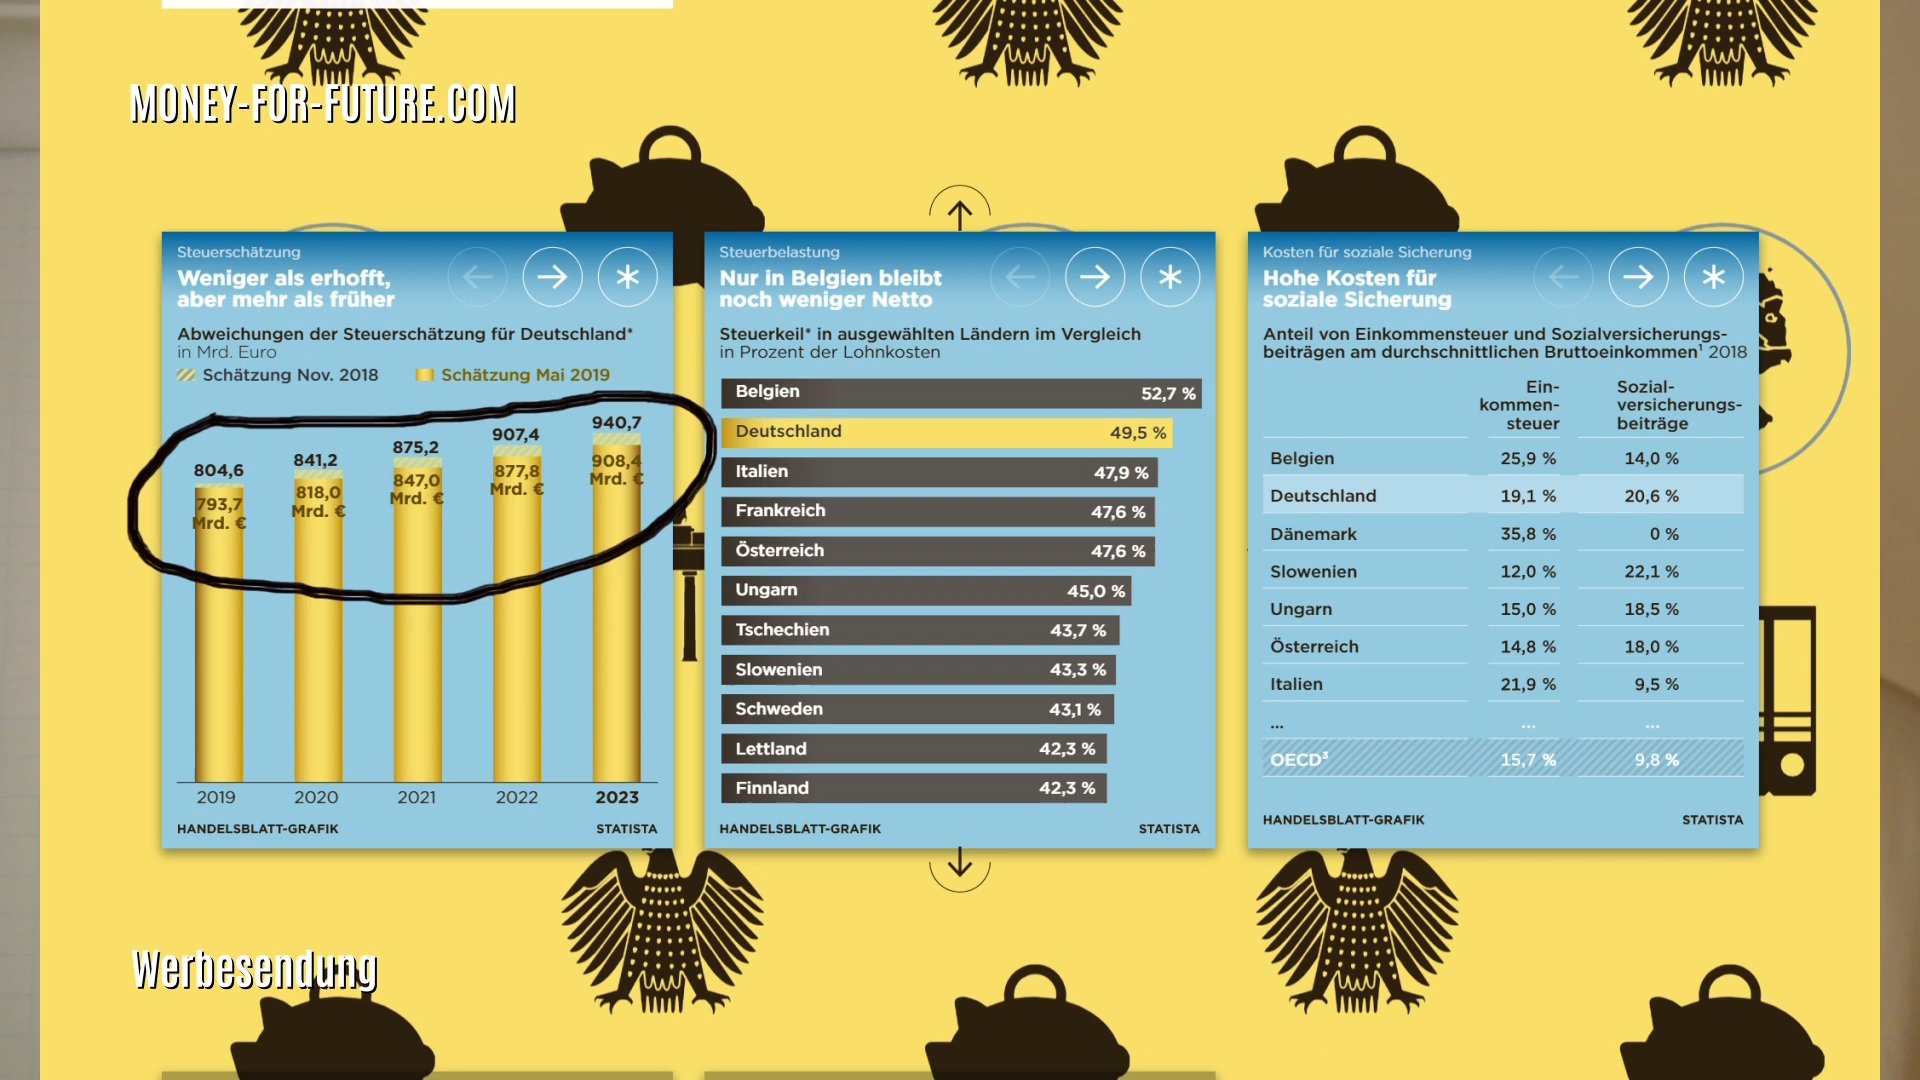 MONEY-FOR-FUTURE.COM
Steuerschätzung
Weniger als erhofft,
aber mehr als früher
Abweichungen der Steuerschätzung für Deutschland*
in Mrd. Euro
Schätzung Nov. 2018
Schätzung Mai 2019
804,6
841,2
875,2
907,4
940,7
793,7
Mrd. €
818,0
Mrd. €
847,0
Mrd. €
877,8
Mrd. €
908,4
Mrd. €
2019
2020
2021
2022
2023
HANDELSBLATT-GRAFIK
STATISTA
Steuerbelastung
Nur in Belgien bleibt
noch weniger Netto
Steuerkeil* in ausgewählten Ländern im Vergleich
in Prozent der Lohnkosten
Belgien 52,7 %
Deutschland 49,5 %
Italien 47,9 %
Frankreich 47,6 %
Österreich 47,6 %
Ungarn 45,0 %
Tschechien 43,7 %
Slowenien 43,3 %
Schweden 43,1 %
Lettland 42,3 %
Finnland 42,3 %
HANDELSBLATT-GRAFIK
STATISTA
Kosten für soziale Sicherung
Hohe Kosten für
soziale Sicherung
Anteil von Einkommensteuer und Sozialversicherungs-
beiträgen am durchschnittlichen Bruttoeinkommen¹ 2018
Ein-
kommen-
steuer
Sozial-
versicherungs-
beiträge
Belgien 25,9 % 14,0 %
Deutschland 19,1 % 20,6 %
Dänemark 35,8 % 0 %
Slowenien 12,0 % 22,1 %
Ungarn 15,0 % 18,5 %
Österreich 14,8 % 18,0 %
Italien 21,9 % 9,5 %
... ... ...
OECD³ 15,7 % 9,8 %
HANDELSBLATT-GRAFIK
STATISTA
Werbesendung